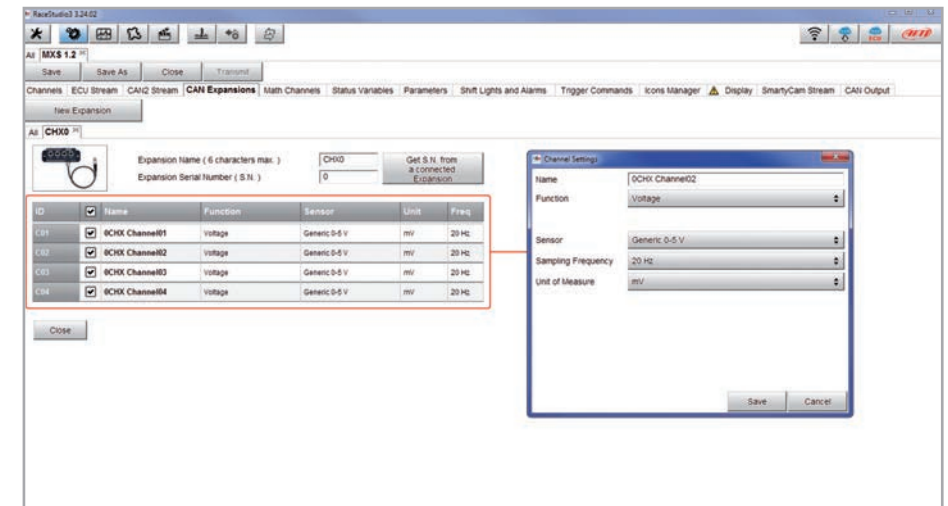 RaceStudio3 3.24.02
All MXS 1.2
Save Save As Close Transmit
Channels ECU Stream CAN2 Stream CAN Expansions Math Channels Status Variables Parameters Shift Lights and Alarms Trigger Commands Icons Manager Display SmartyCam Stream CAN Output
New Expansion
All CHX0
Expansion Name ( 6 characters max. ) CHX0
Expansion Serial Number ( S.N. ) 0
Get S.N. from
a connected
Expansion
ID Name Function Sensor Unit Freq
C01 0CHX Channel01 Voltage Generic 0-5 V mV 20 Hz
C02 0CHX Channel02 Voltage Generic 0-5 V mV 20 Hz
C03 0CHX Channel03 Voltage Generic 0-5 V mV 20 Hz
C04 0CHX Channel04 Voltage Generic 0-5 V mV 20 Hz
Close
Channel Settings
Name 0CHX Channel02
Function Voltage
Sensor Generic 0-5 V
Sampling Frequency 20 Hz
Unit of Measure mV
Save Cancel
ECU
AIM